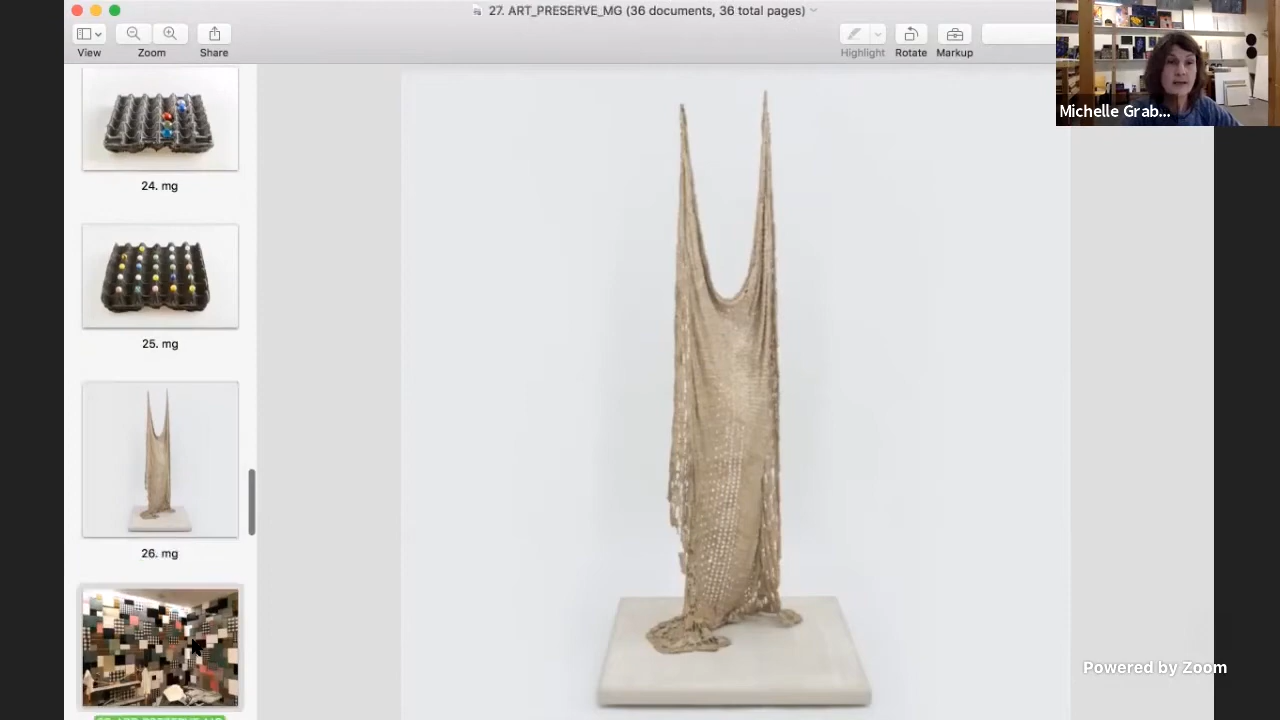 27. ART_PRESERVE_MG (36 documents, 36 total pages)
View
Zoom
Share
Highlight
Rotate
Markup
Michelle Grab...
24. mg
25. mg
26. mg
Powered by Zoom